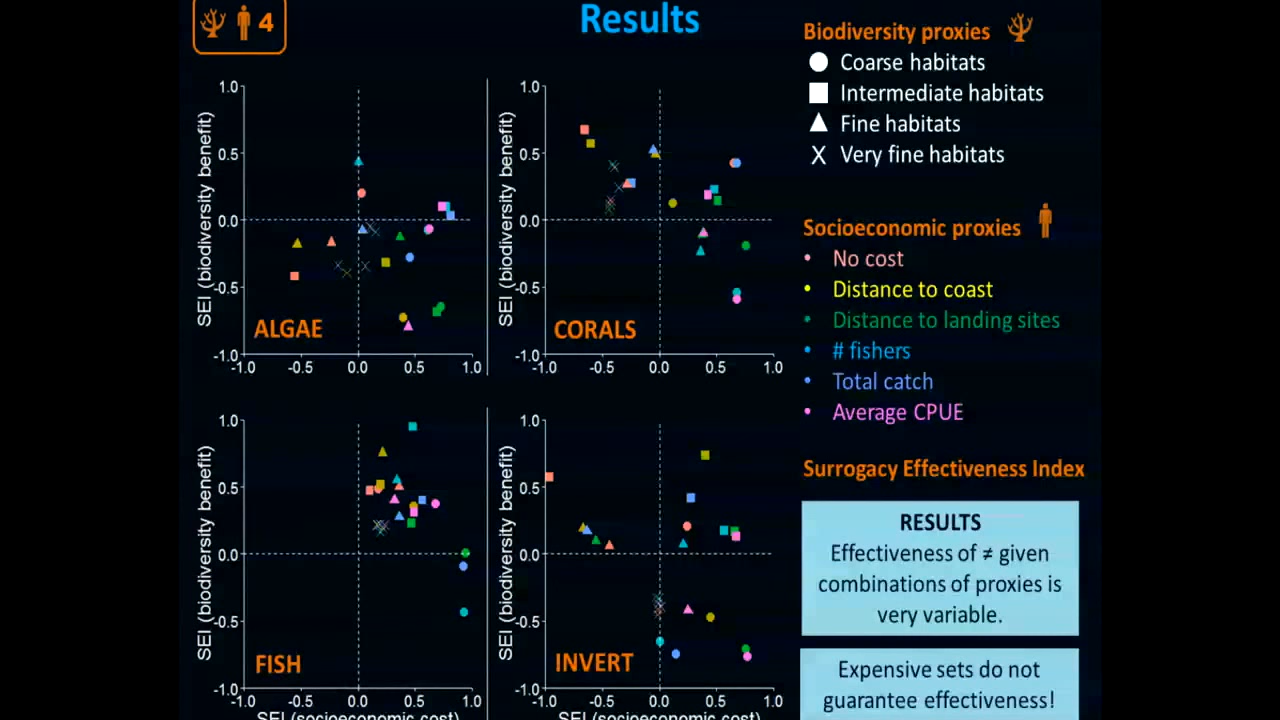 4
Results
1.0
0.5
0.0
-0.5
-1.0
SEI (biodiversity benefit)
ALGAE
-1.0 -0.5 0.0 0.5 1.0
1.0
0.5
0.0
-0.5
-1.0
SEI (biodiversity benefit)
CORALS
-1.0 -0.5 0.0 0.5 1.0
1.0
0.5
0.0
-0.5
-1.0
SEI (biodiversity benefit)
FISH
-1.0 -0.5 0.0 0.5 1.0
SEI (socioeconomic cost)
1.0
0.5
0.0
-0.5
-1.0
SEI (biodiversity benefit)
INVERT
-1.0 -0.5 0.0 0.5 1.0
SEI (socioeconomic cost)
Biodiversity proxies
Coarse habitats
Intermediate habitats
Fine habitats
Very fine habitats
Socioeconomic proxies
• No cost
• Distance to coast
• Distance to landing sites
• # fishers
• Total catch
• Average CPUE
Surrogacy Effectiveness Index
RESULTS
Effectiveness of ≠ given
combinations of proxies is
very variable.
Expensive sets do not
guarantee effectiveness!